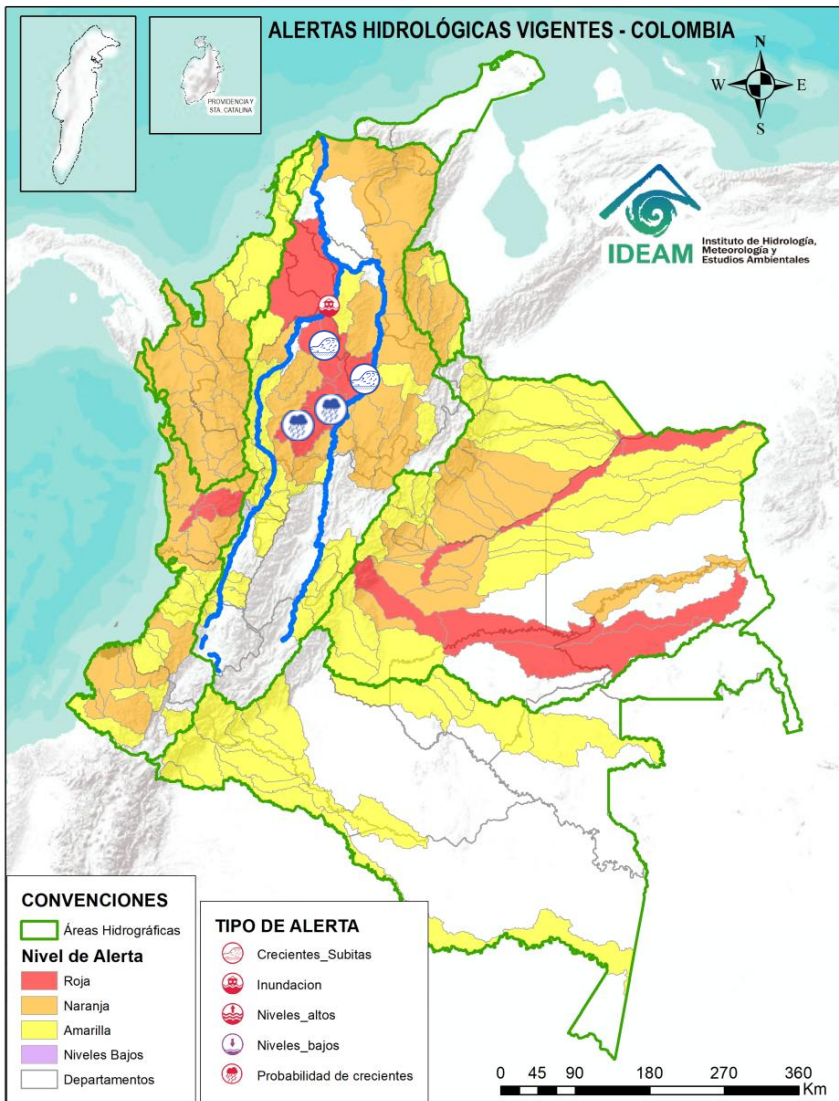 ALERTAS HIDROLÓGICAS VIGENTES - COLOMBIA
PROVIDENCIA Y
STA. CATALINA
N
W
E
S
IDEAM
Instituto de Hidrología,
Meteorología y
Estudios Ambientales
CONVENCIONES
Áreas Hidrográficas
Nivel de Alerta
Roja
Naranja
Amarilla
Niveles Bajos
Departamentos
TIPO DE ALERTA
Crecientes_Subitas
Inundacion
Niveles_altos
Niveles_bajos
Probabilidad de crecientes
0 45 90 180 270 360
Km